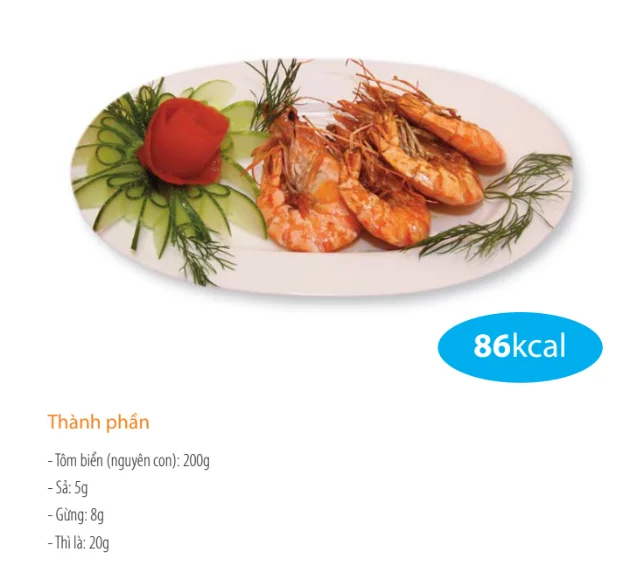 86kcal
Thành phần
- Tôm biển (nguyên con): 200g
- Sả: 5g
- Gừng: 8g
- Thì là: 20g